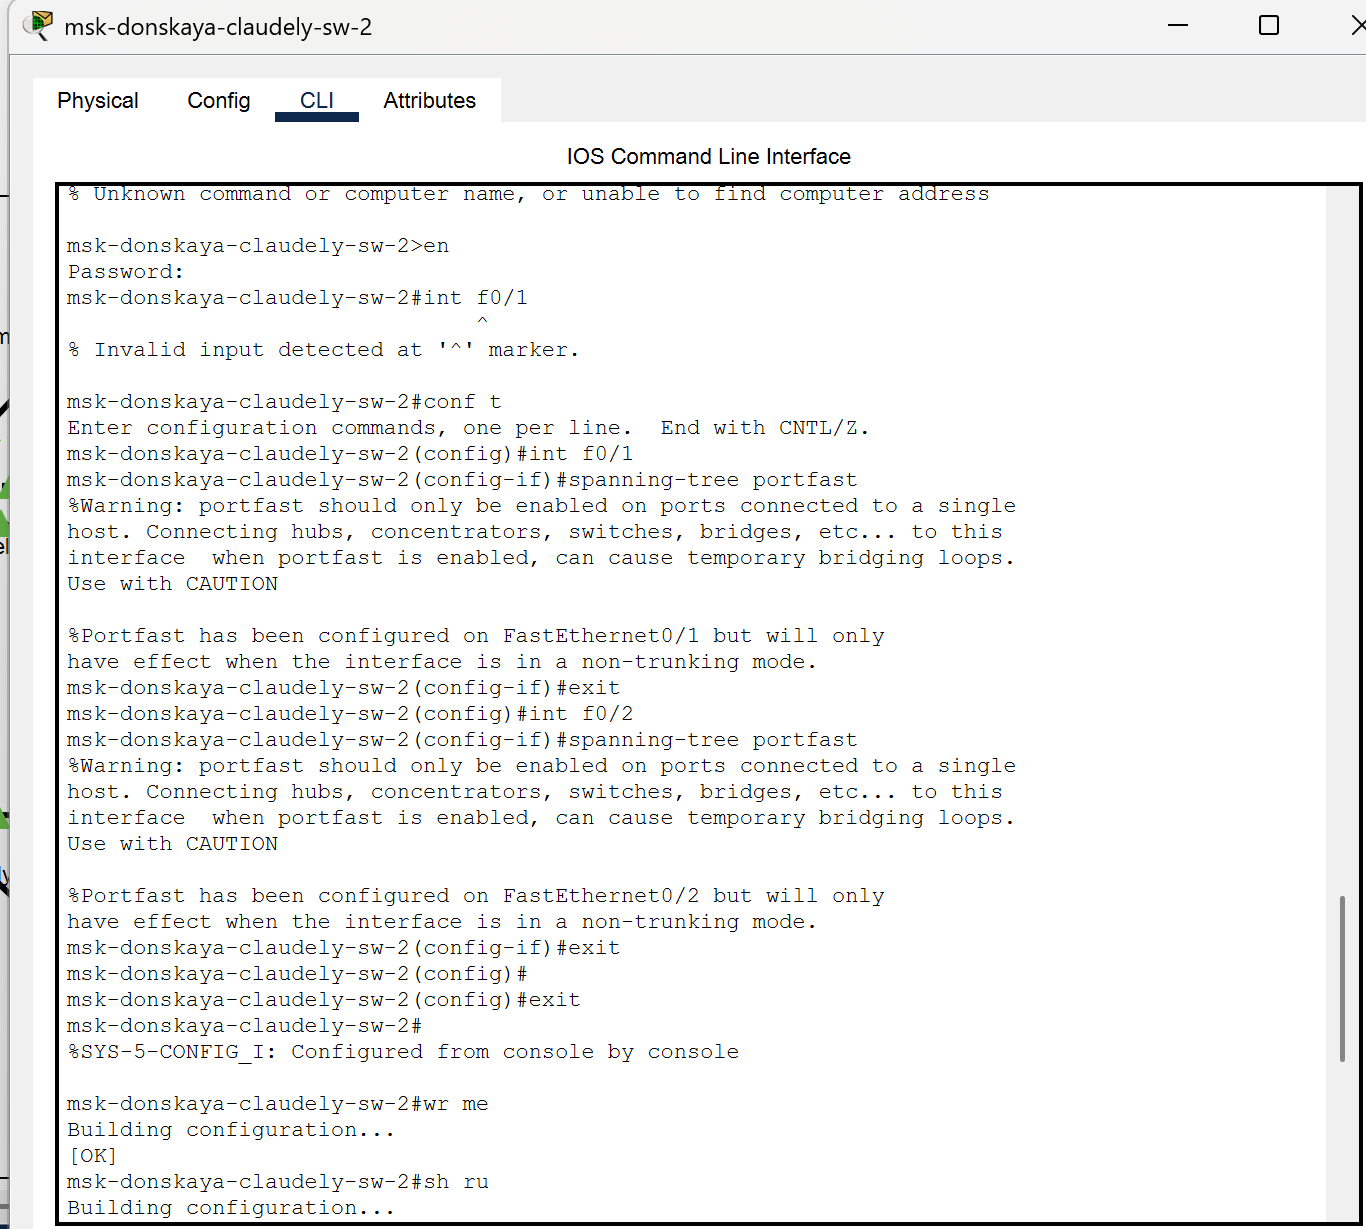 msk-donskaya-claudely-sw-2
Physical Config CLI Attributes
IOS Command Line Interface
% Unknown command or computer name, or unable to find computer address
msk-donskaya-claudely-sw-2>en
Password:
msk-donskaya-claudely-sw-2#int f0/1
^
% Invalid input detected at '^' marker.
msk-donskaya-claudely-sw-2#conf t
Enter configuration commands, one per line.  End with CNTL/Z.
msk-donskaya-claudely-sw-2(config)#int f0/1
msk-donskaya-claudely-sw-2(config-if)#spanning-tree portfast
%Warning: portfast should only be enabled on ports connected to a single
host. Connecting hubs, concentrators, switches, bridges, etc... to this
interface  when portfast is enabled, can cause temporary bridging loops.
Use with CAUTION
%Portfast has been configured on FastEthernet0/1 but will only
have effect when the interface is in a non-trunking mode.
msk-donskaya-claudely-sw-2(config-if)#exit
msk-donskaya-claudely-sw-2(config)#int f0/2
msk-donskaya-claudely-sw-2(config-if)#spanning-tree portfast
%Warning: portfast should only be enabled on ports connected to a single
host. Connecting hubs, concentrators, switches, bridges, etc... to this
interface  when portfast is enabled, can cause temporary bridging loops.
Use with CAUTION
%Portfast has been configured on FastEthernet0/2 but will only
have effect when the interface is in a non-trunking mode.
msk-donskaya-claudely-sw-2(config-if)#exit
msk-donskaya-claudely-sw-2(config)#
msk-donskaya-claudely-sw-2(config)#exit
msk-donskaya-claudely-sw-2#
%SYS-5-CONFIG_I: Configured from console by console
msk-donskaya-claudely-sw-2#wr me
Building configuration...
[OK]
msk-donskaya-claudely-sw-2#sh ru
Building configuration...